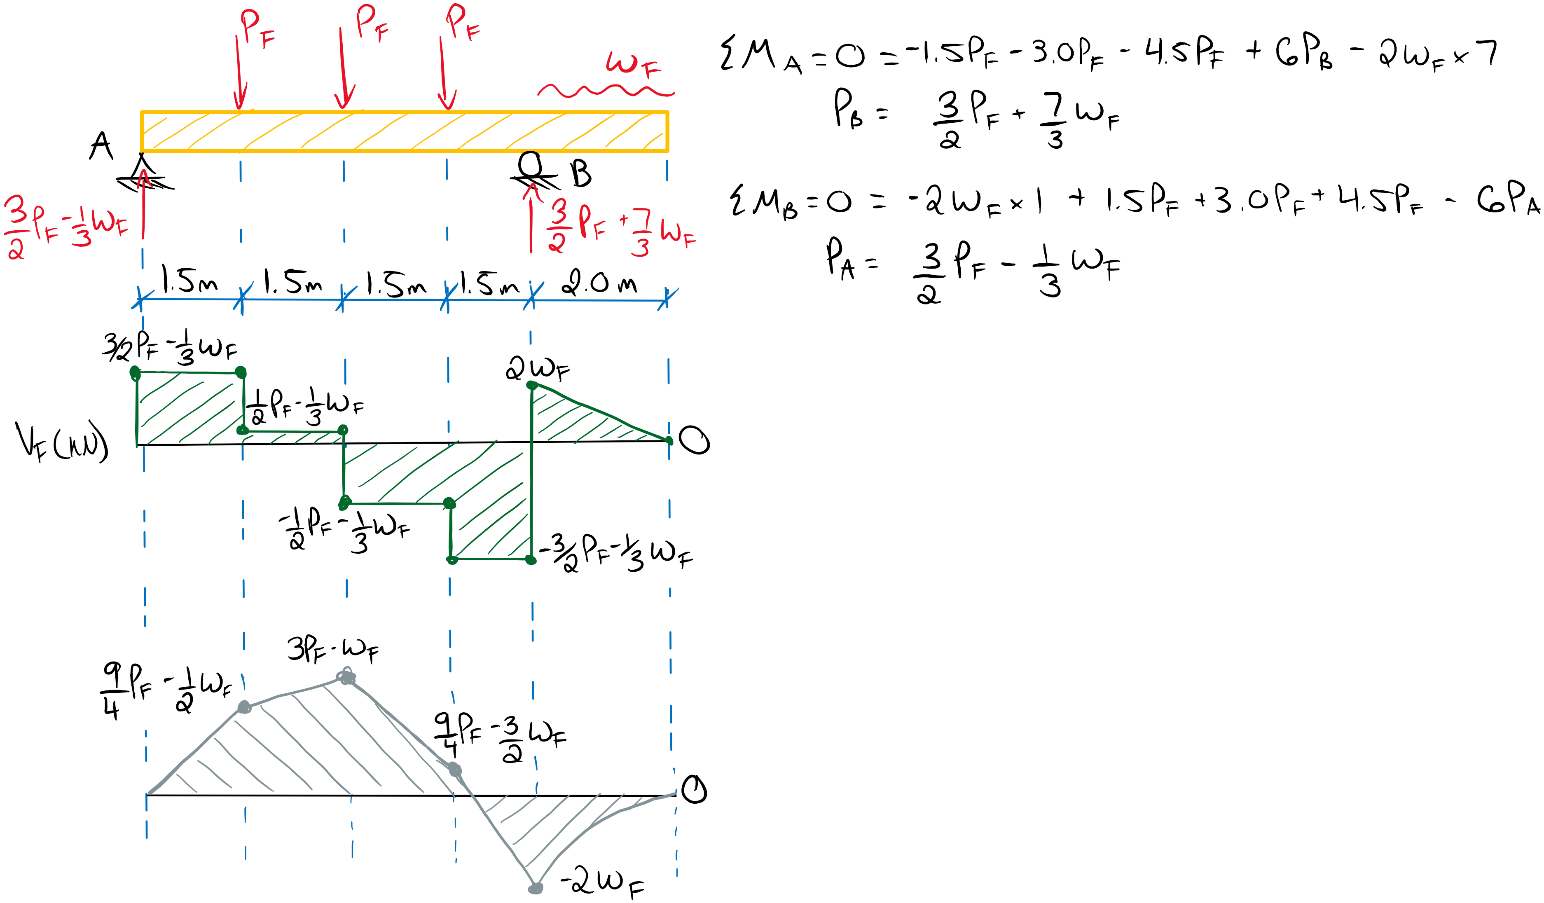 P_F P_F P_F
w_F
A
B
3/2 P_F - 1/3 w_F
3/2 P_F + 7/3 w_F
1.5m 1.5m 1.5m 1.5m 2.0m
3/2 P_F - 1/3 w_F
1/2 P_F - 1/3 w_F
2w_F
V_F (kN)
0
-1/2 P_F - 1/3 w_F
-3/2 P_F - 1/3 w_F
3P_F - w_F
9/4 P_F - 1/2 w_F
9/4 P_F - 3/2 w_F
0
-2w_F
ΣM_A = 0 = -1.5P_F - 3.0P_F - 4.5P_F + 6P_B - 2w_F × 7
P_B = 3/2 P_F + 7/3 w_F
ΣM_B = 0 = -2w_F × 1 + 1.5P_F + 3.0P_F + 4.5P_F - 6P_A
P_A = 3/2 P_F - 1/3 w_F